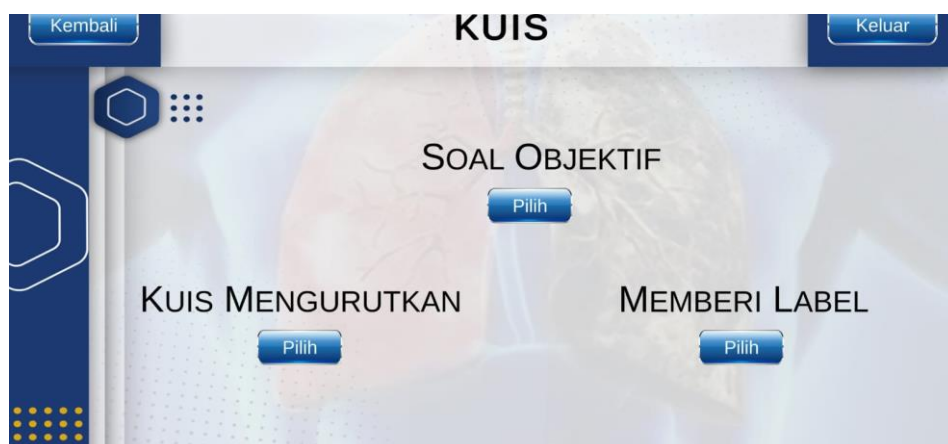 Kembali
KUIS
Keluar
SOAL OBJEKTIF
Pilih
KUIS MENGURUTKAN
MEMBERI LABEL
Pilih
Pilih